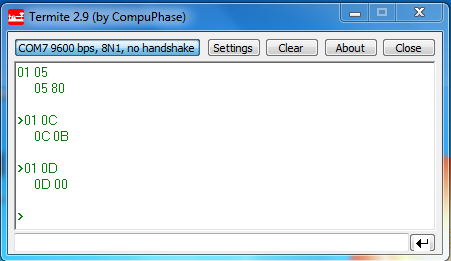 Termite 2.9 (by CompuPhase)
COM7 9600 bps, 8N1, no handshake Settings Clear About Close
01 05
05 80
>01 0C
0C 0B
>01 0D
0D 00
>